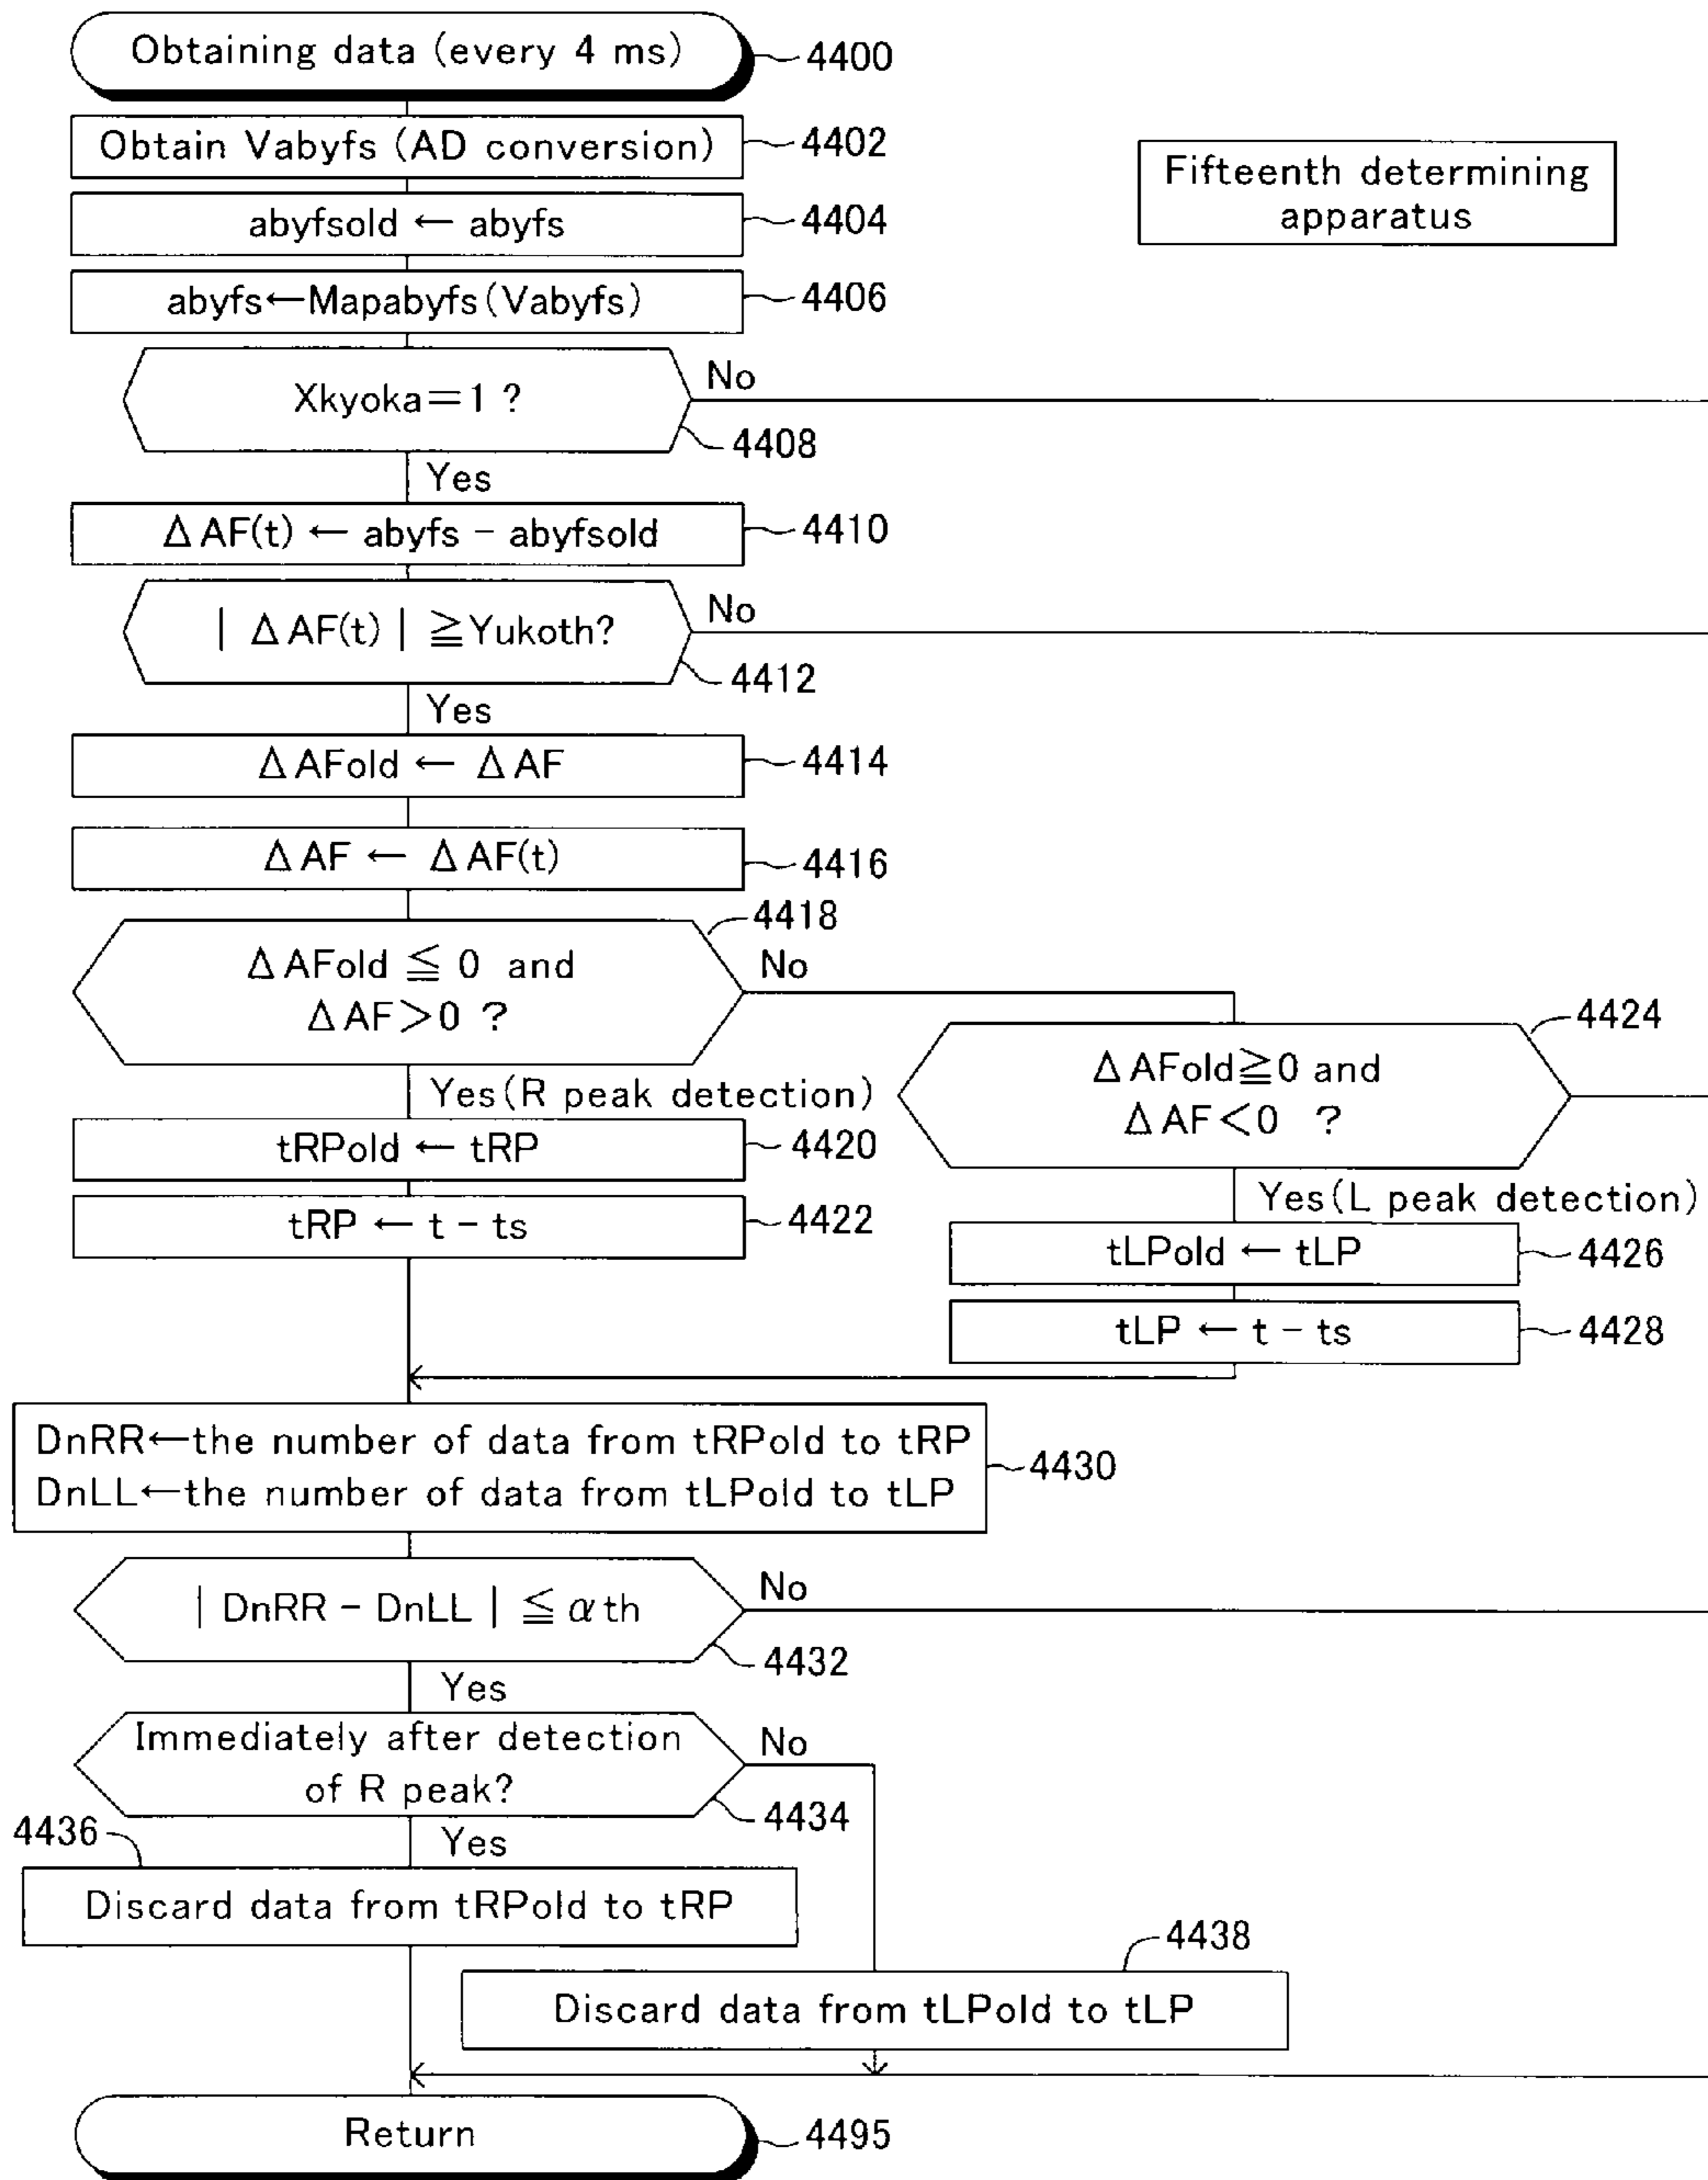 Obtaining data (every 4 ms)
4400
Obtain Vabyfs (AD conversion)
4402
Fifteenth determining
apparatus
abyfsold ← abyfs
4404
abyfs←Mapabyfs(Vabyfs)
4406
Xkyoka=1 ?
No
4408
Yes
ΔAF(t) ← abyfs - abyfsold
4410
| ΔAF(t) | ≧Yukoth?
No
4412
Yes
ΔAFold ← ΔAF
4414
ΔAF ← ΔAF(t)
4416
4418
ΔAFold ≦ 0 and
ΔAF>0 ?
No
4424
ΔAFold≧0 and
ΔAF<0 ?
Yes(R peak detection)
tRPold ← tRP
4420
tRP ← t - ts
4422
Yes(L peak detection)
tLPold ← tLP
4426
tLP ← t - ts
4428
DnRR←the number of data from tRPold to tRP
DnLL←the number of data from tLPold to tLP
4430
| DnRR - DnLL | ≦ αth
No
4432
Yes
Immediately after detection
of R peak?
No
4434
4436
Yes
Discard data from tRPold to tRP
4438
Discard data from tLPold to tLP
Return
4495